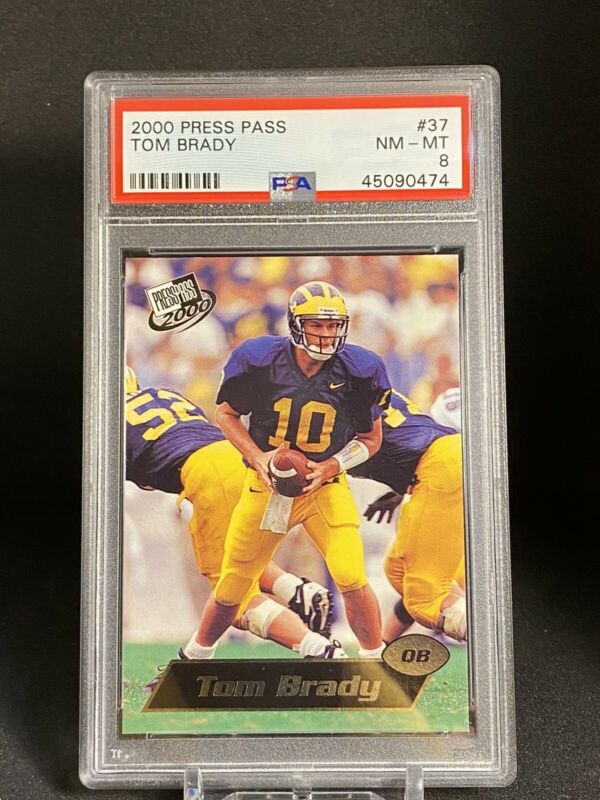 2000 PRESS PASS #37
TOM BRADY NM - MT
8
PSA 45090474
PRESS PASS
2000
52
10
QB
Tom Brady